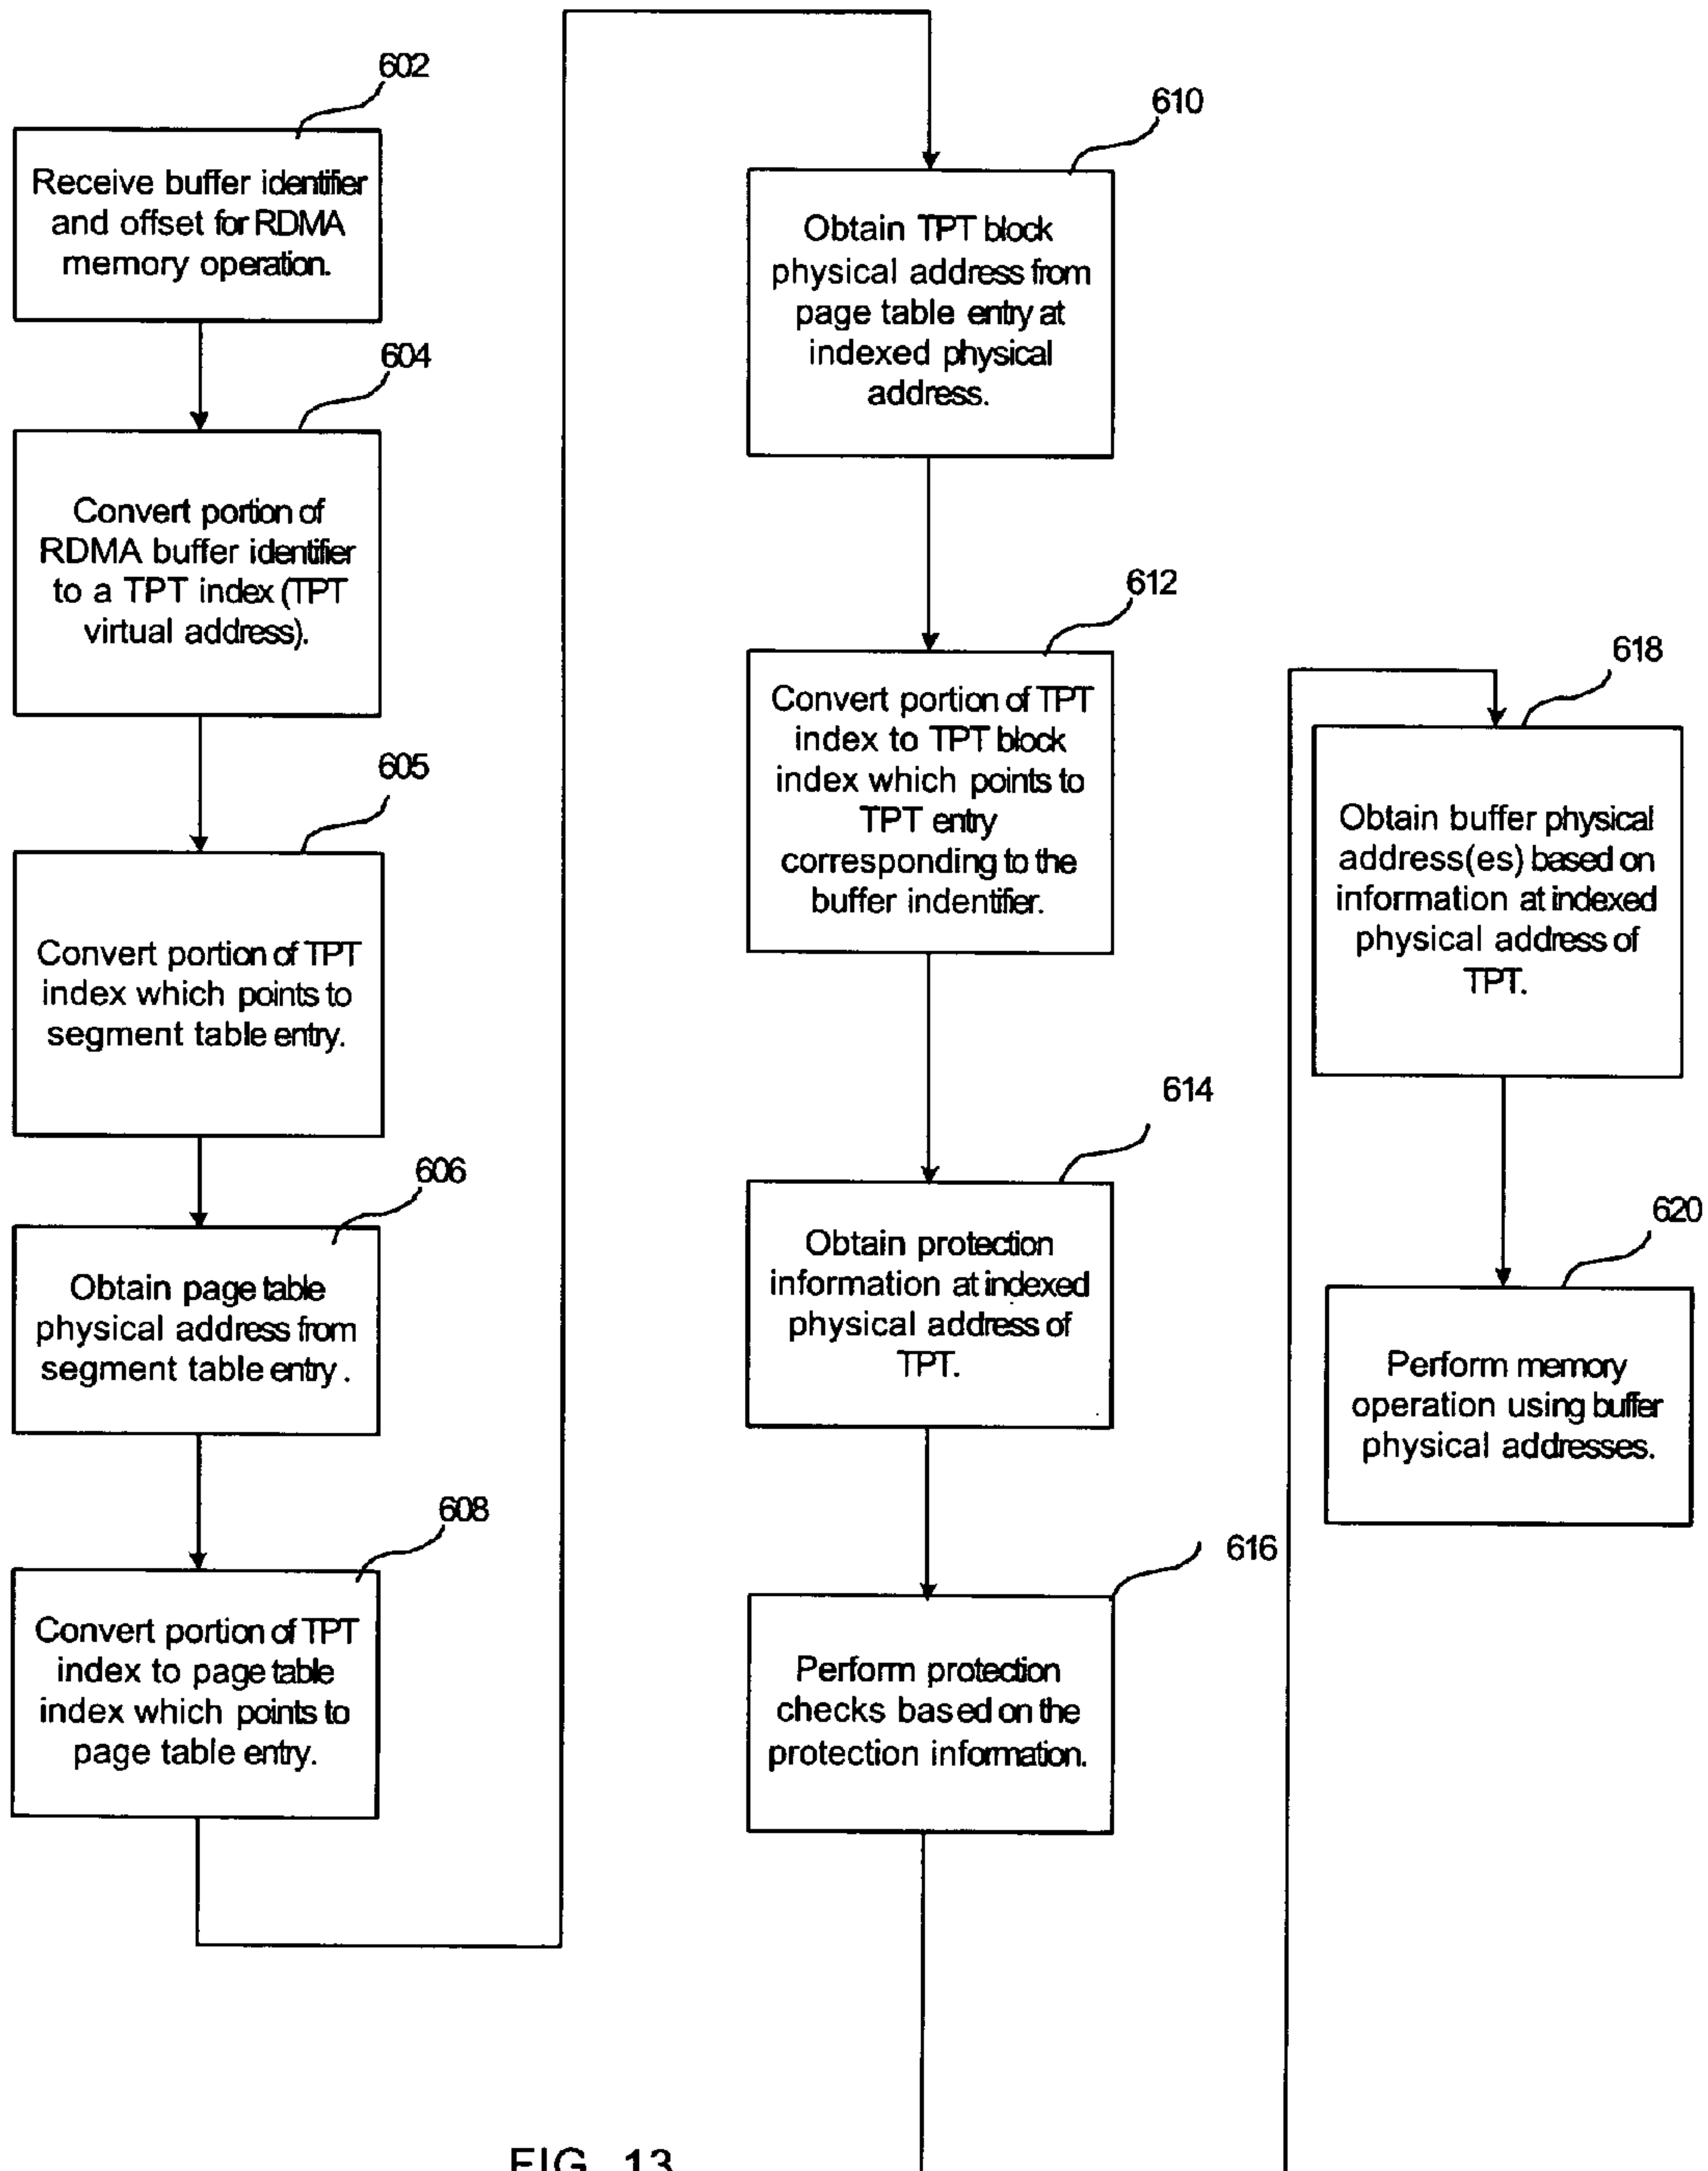 602
Receive buffer identifier
and offset for RDMA
memory operation.
604
Convert portion of
RDMA buffer identifier
to a TPT index (TPT
virtual address).
605
Convert portion of TPT
index which points to
segment table entry.
606
Obtain page table
physical address from
segment table entry.
608
Convert portion of TPT
index to page table
index which points to
page table entry.
610
Obtain TPT block
physical address from
page table entry at
indexed physical
address.
612
Convert portion of TPT
index to TPT block
index which points to
TPT entry
corresponding to the
buffer indentifier.
614
Obtain protection
information at indexed
physical address of
TPT.
616
Perform protection
checks based on the
protection information.
618
Obtain buffer physical
address(es) based on
information at indexed
physical address of
TPT.
620
Perform memory
operation using buffer
physical addresses.
FIG. 13